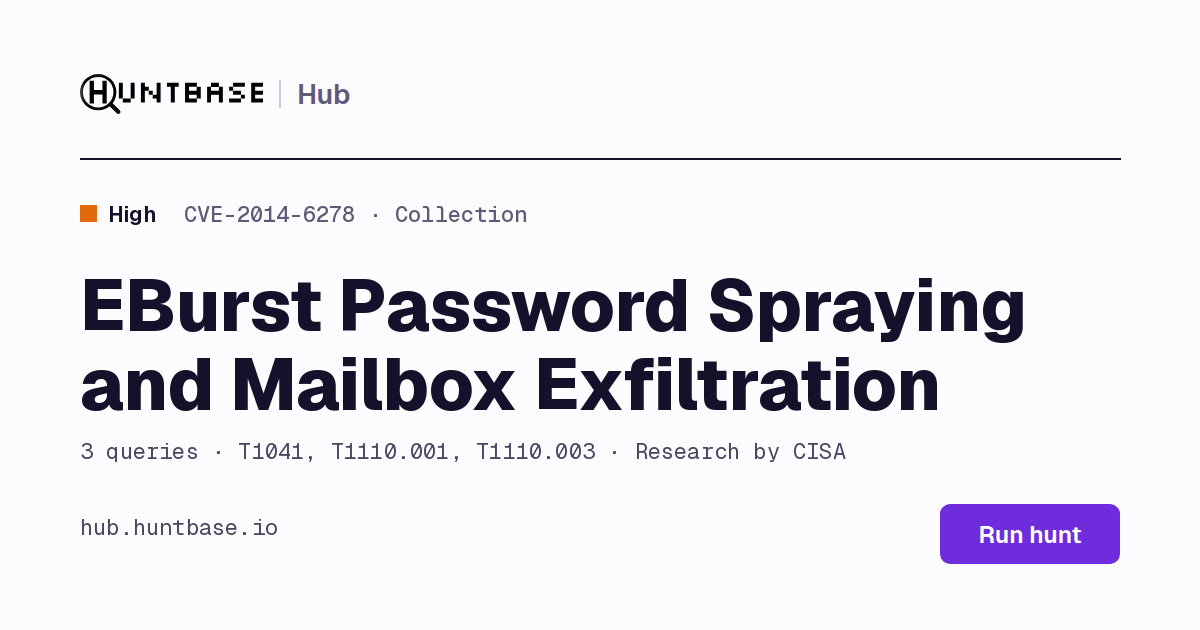 HUNTBASE | Hub
High CVE-2014-6278 · Collection
EBurst Password Spraying
and Mailbox Exfiltration
3 queries · T1041, T1110.001, T1110.003 · Research by CISA
hub.huntbase.io
Run hunt